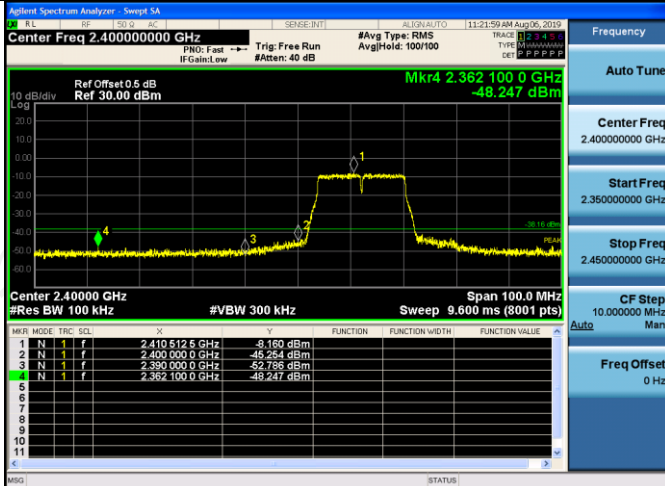 Agilent Spectrum Analyzer - Swept SA
RL RF 50 Ω AC SENSE:INT ALIGN AUTO 11:21:59 AM Aug 06, 2019
Center Freq 2.400000000 GHz
PNO: Fast
IFGain:Low
Trig: Free Run
#Atten: 40 dB
#Avg Type: RMS
Avg|Hold: 100/100
TRACE 1 2 3 4 5 6
TYPE M
DET P P P P P P
Mkr4 2.362 100 0 GHz
-48.247 dBm
Ref Offset 0.5 dB
Ref 30.00 dBm
10 dB/div
Log
20.0
10.0
0.00
-10.0
-20.0
-30.0
-40.0
-50.0
-60.0
1
2
3
4
-38.16 dBm
PEAK
Center 2.40000 GHz
#Res BW 100 kHz
#VBW 300 kHz
Span 100.0 MHz
Sweep 9.600 ms (8001 pts)
MKR MODE TRC SCL X Y FUNCTION FUNCTION WIDTH FUNCTION VALUE
1 N 1 f 2.410 512 5 GHz -8.160 dBm
2 N 1 f 2.400 000 0 GHz -45.254 dBm
3 N 1 f 2.390 000 0 GHz -52.786 dBm
4 N 1 f 2.362 100 0 GHz -48.247 dBm
5
6
7
8
9
10
11
MSG STATUS
Frequency
Auto Tune
Center Freq
2.400000000 GHz
Start Freq
2.350000000 GHz
Stop Freq
2.450000000 GHz
CF Step
10.000000 MHz
Auto Man
Freq Offset
0 Hz